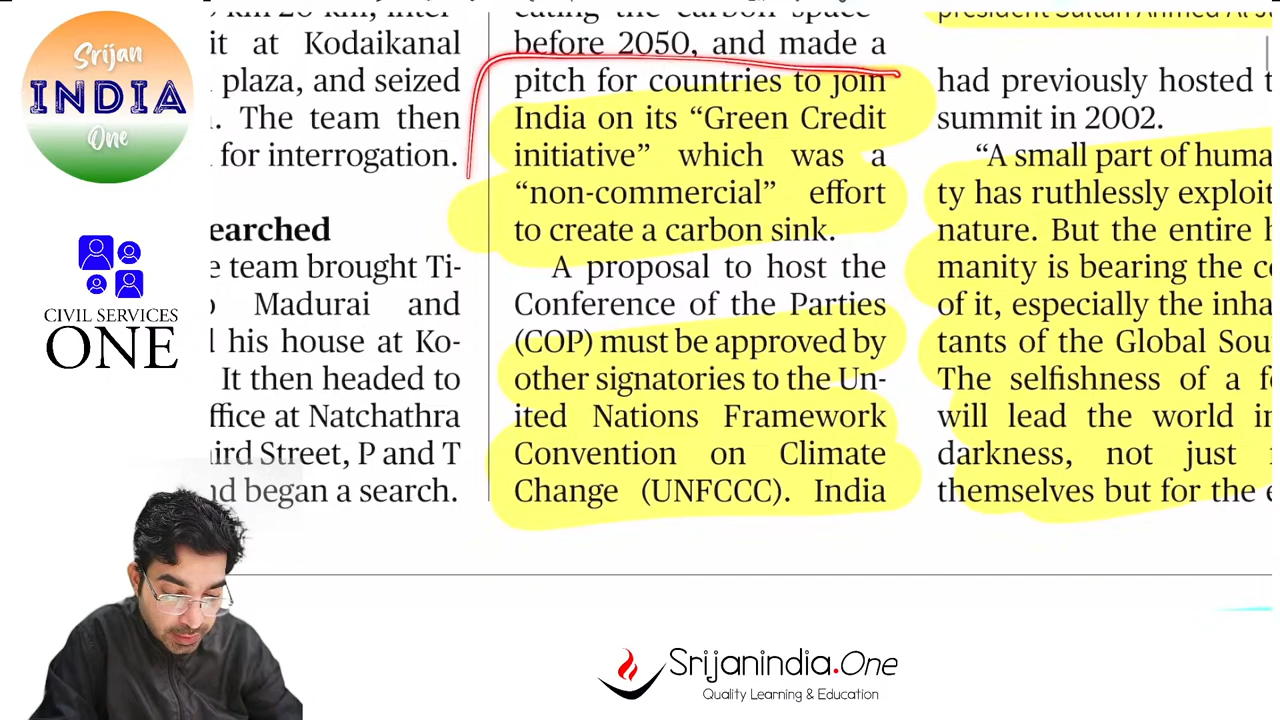 Srijan
INDIA
One
CIVIL SERVICES
ONE
it at Kodaikanal
plaza, and seized
. The team then
for interrogation.
earched
e team brought Ti-
Madurai and
his house at Ko-
It then headed to
ffice at Natchathra
ird Street, P and T
nd began a search.
before 2050, and made a
pitch for countries to join
India on its “Green Credit
initiative” which was a
“non-commercial” effort
to create a carbon sink.
A proposal to host the
Conference of the Parties
(COP) must be approved by
other signatories to the Un-
ited Nations Framework
Convention on Climate
Change (UNFCCC). India
had previously hosted t
summit in 2002.
“A small part of huma
ty has ruthlessly exploit
nature. But the entire h
manity is bearing the co
of it, especially the inha
tants of the Global Sou
The selfishness of a f
will lead the world in
darkness, not just
themselves but for the e
Srijanindia.One
Quality Learning & Education